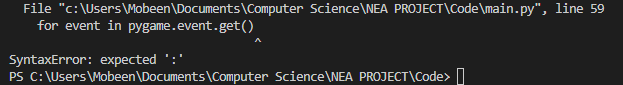 File "c:\Users\Mobeen\Documents\Computer Science\NEA PROJECT\Code\main.py", line 59
for event in pygame.event.get()
^
SyntaxError: expected ':'
PS C:\Users\Mobeen\Documents\Computer Science\NEA PROJECT\Code>